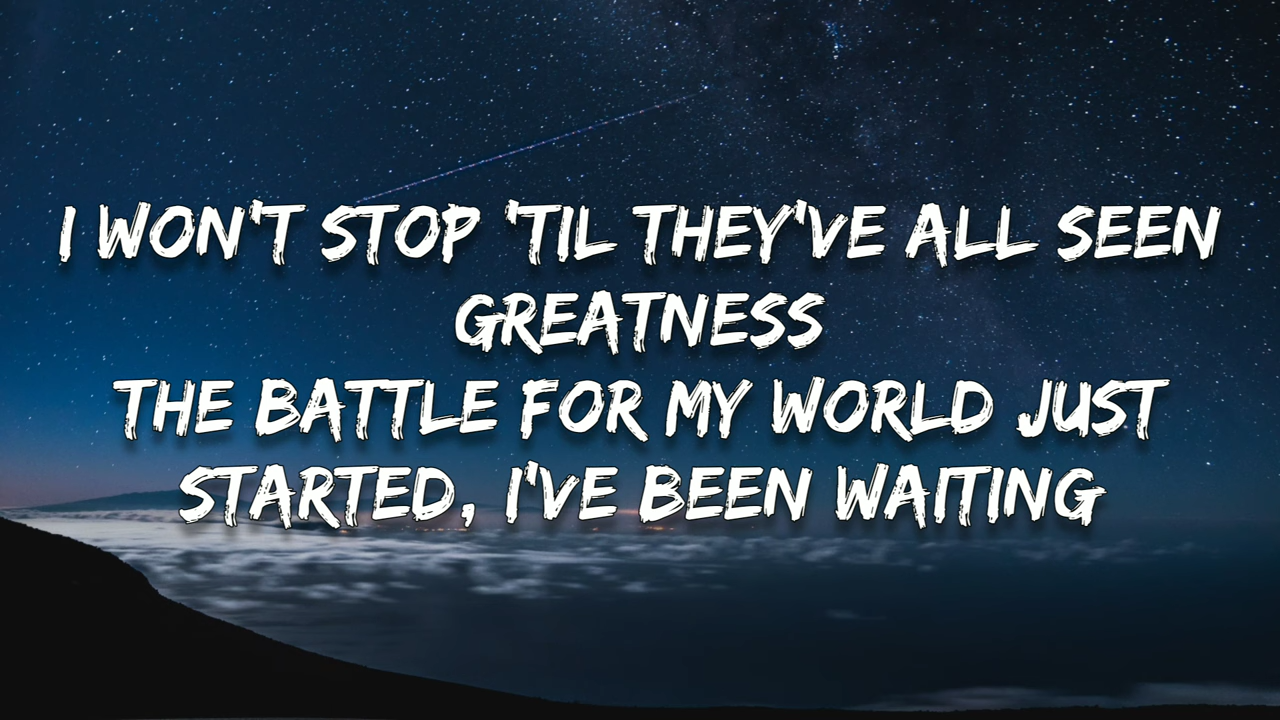 I WON'T STOP 'TIL THEY'VE ALL SEEN
GREATNESS
THE BATTLE FOR MY WORLD JUST
STARTED, I'VE BEEN WAITING